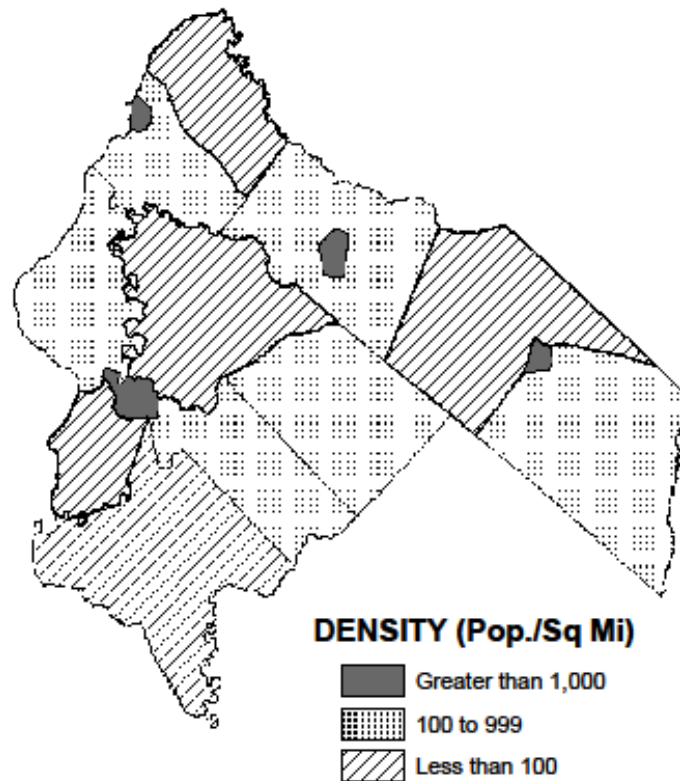 DENSITY (Pop./Sq Mi)
Greater than 1,000
100 to 999
Less than 100